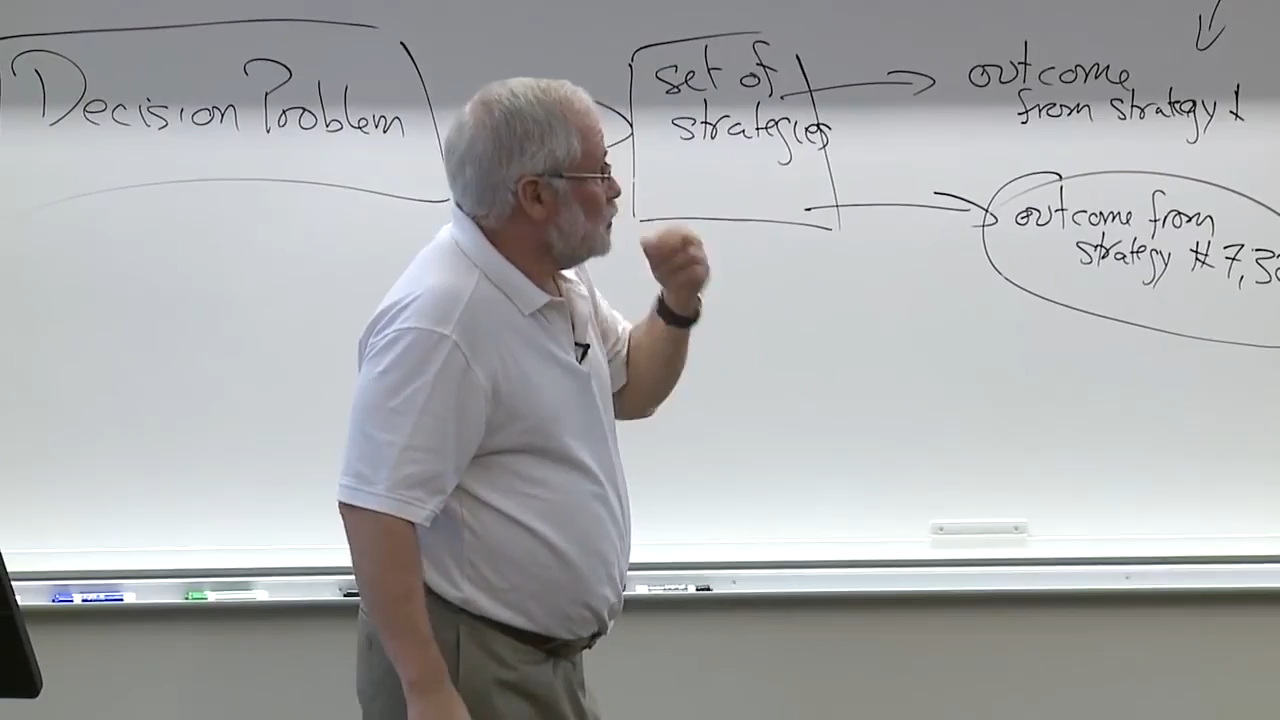 Decision Problem
set of
strategies
outcome
from strategy 1
outcome from
strategy # 7,3